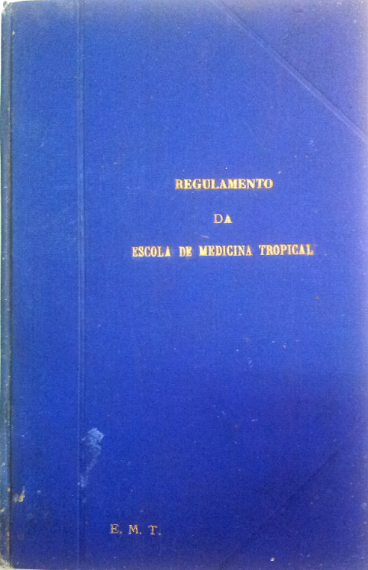 REGULAMENTO
DA
ESCOLA DE MEDICINA TROPICAL
E. M. T.